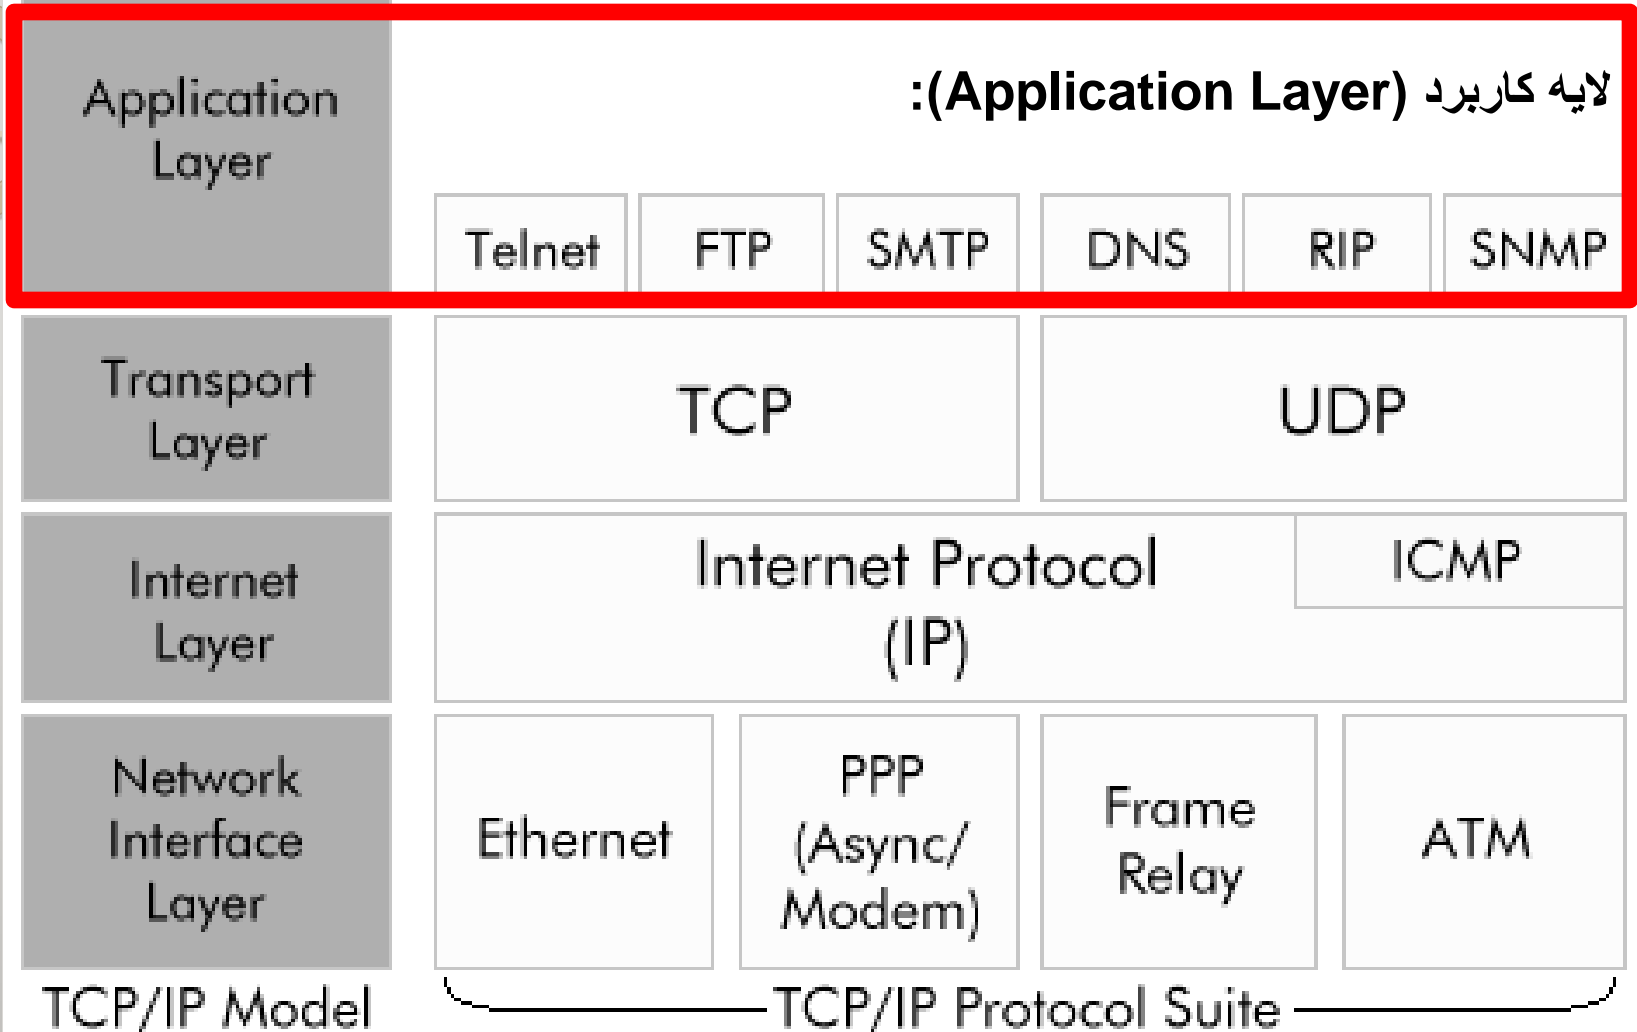 لایه کاربرد (Application Layer):
Application
Layer
Telnet
FTP
SMTP
DNS
RIP
SNMP
Transport
Layer
TCP
UDP
Internet
Layer
Internet Protocol
(IP)
ICMP
Network
Interface
Layer
Ethernet
PPP
(Async/
Modem)
Frame
Relay
ATM
TCP/IP Model
TCP/IP Protocol Suite